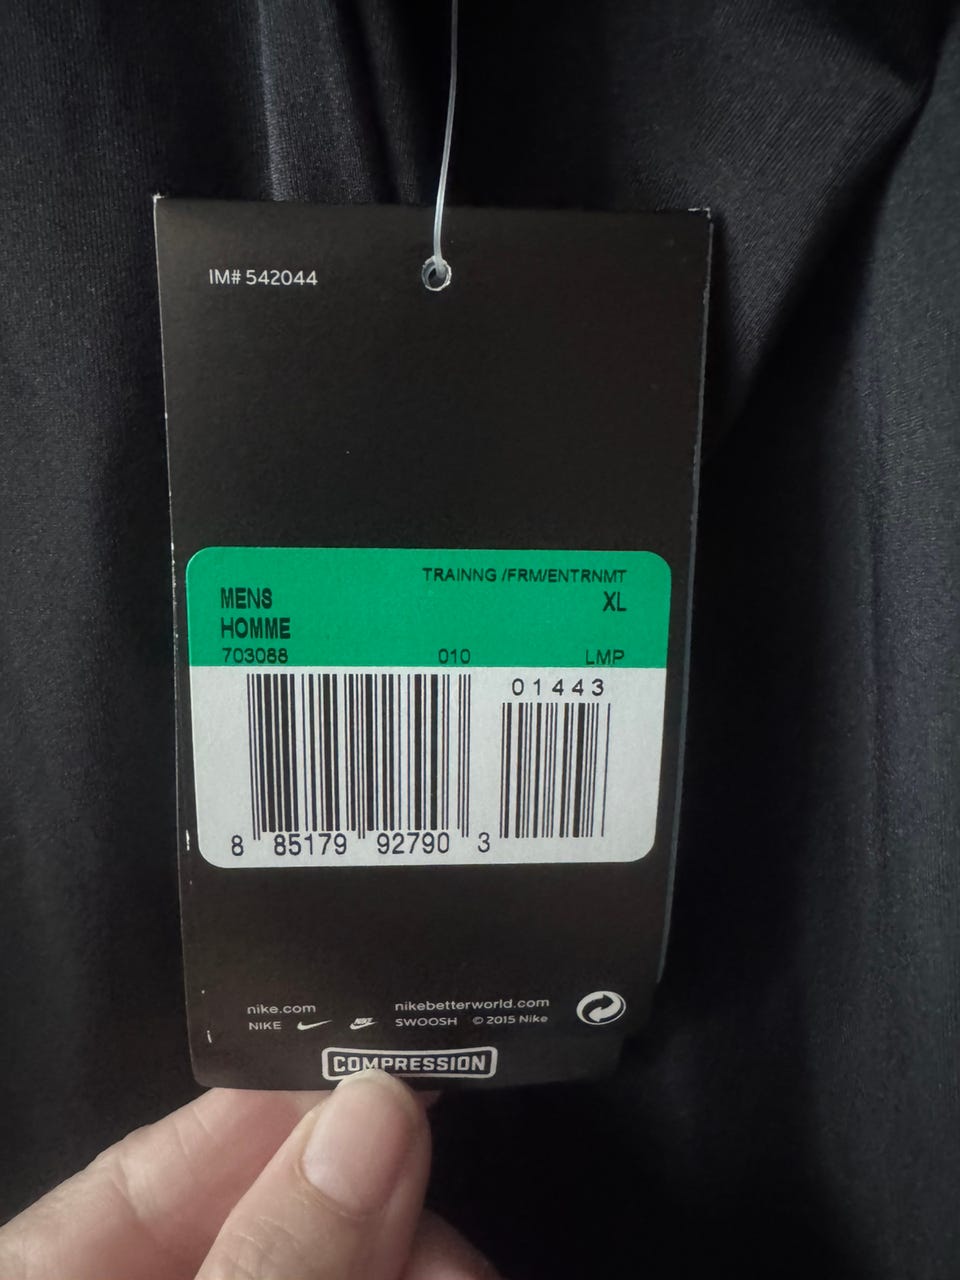 IM# 542044
TRAINNG /FRM/ENTRNMT
MENS XL
HOMME
703088 010 LMP
01443
8 85179 92790 3
nike.com nikebetterworld.com
NIKE NIKE SWOOSH © 2015 Nike
COMPRESSION